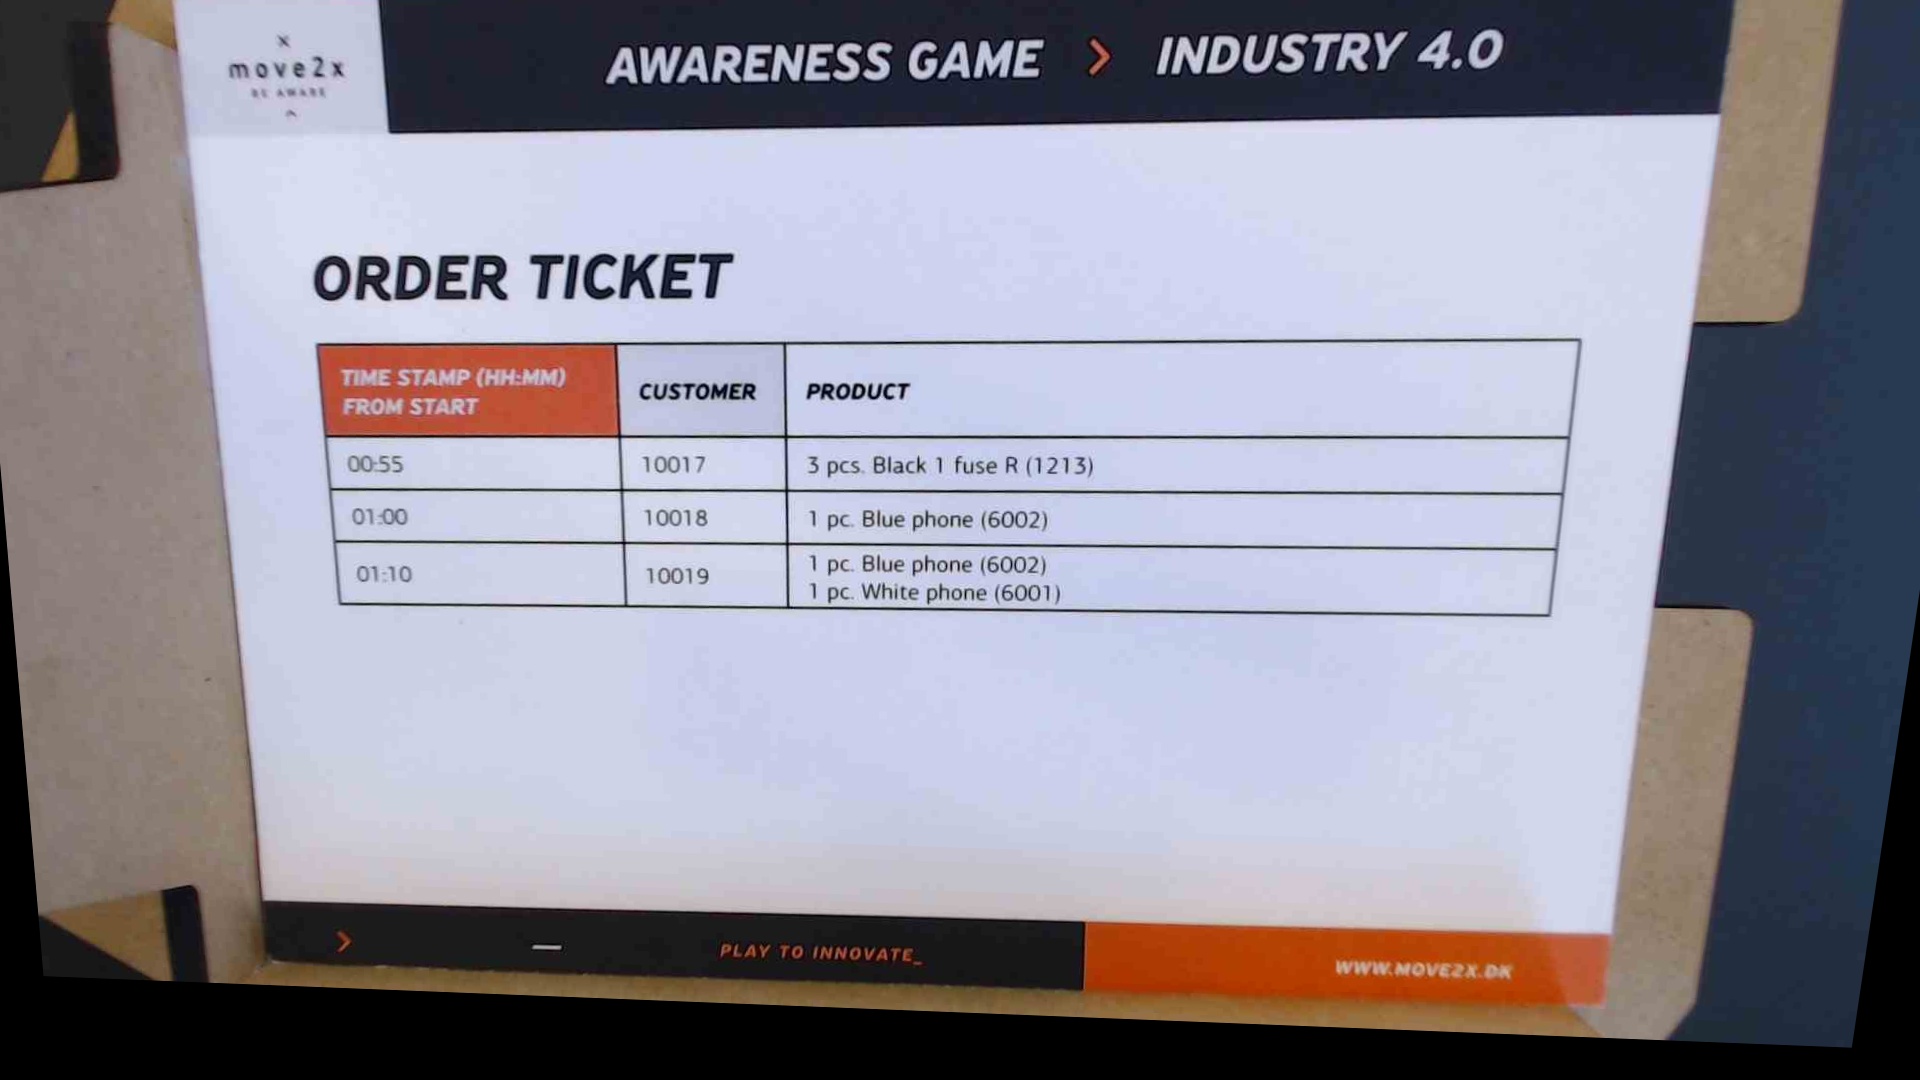 move2x
BE AWARE
AWARENESS GAME > INDUSTRY 4.0
ORDER TICKET
TIME STAMP (HH:MM)
FROM START
CUSTOMER
PRODUCT
00:55 10017 3 pcs. Black 1 fuse R (1213)
01:00 10018 1 pc. Blue phone (6002)
01:10 10019 1 pc. Blue phone (6002)
1 pc. White phone (6001)
> — PLAY TO INNOVATE_ WWW.MOVE2X.DK